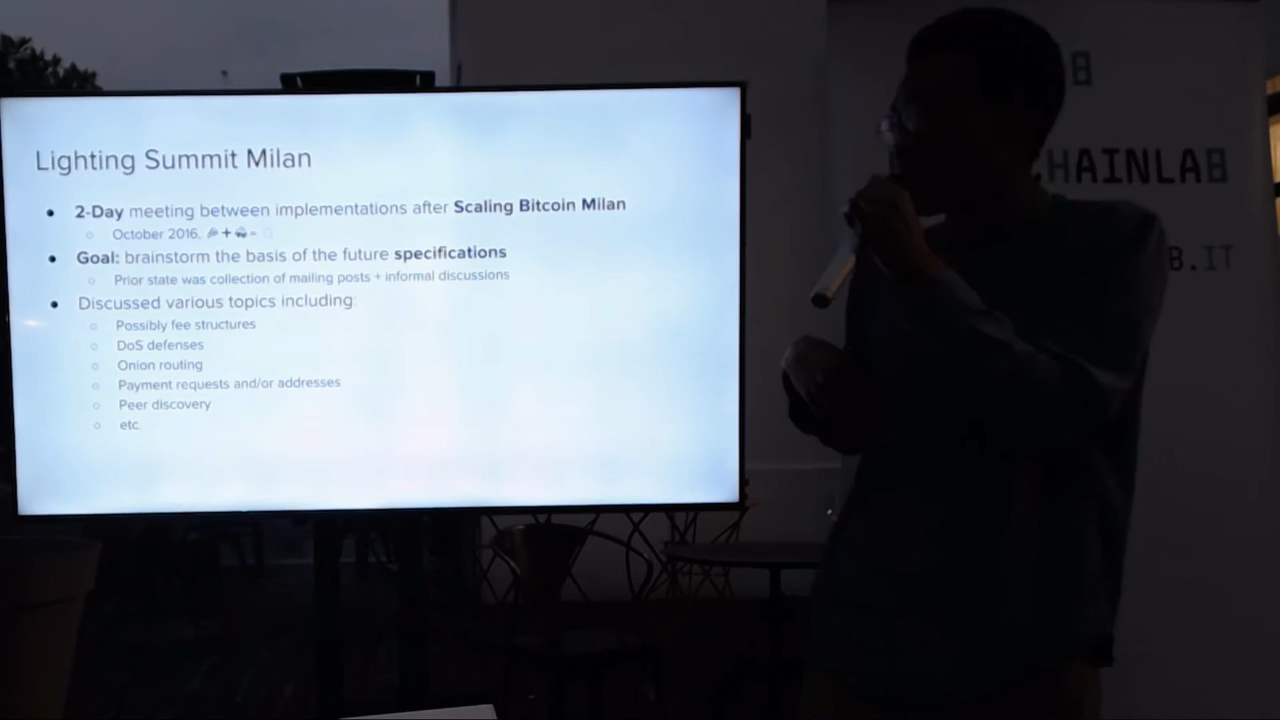 Lighting Summit Milan
● 2-Day meeting between implementations after Scaling Bitcoin Milan
○ October 2016,
● Goal: brainstorm the basis of the future specifications
○ Prior state was collection of mailing posts + informal discussions
● Discussed various topics including:
○ Possibly fee structures
○ DoS defenses
○ Onion routing
○ Payment requests and/or addresses
○ Peer discovery
○ etc.
B
HAINLAB
B.IT